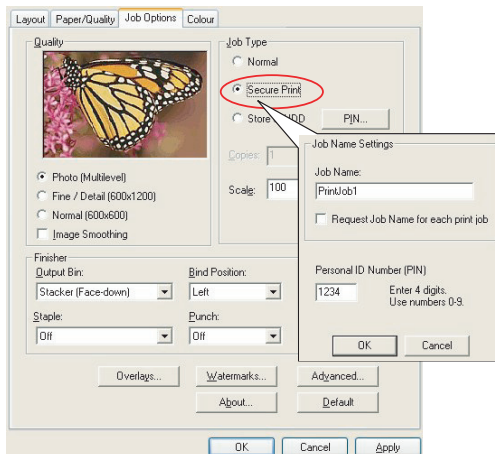 Layout Paper/Quality Job Options Colour
Quality
Photo (Multilevel)
Fine / Detail (600x1200)
Normal (600x600)
Image Smoothing
Job Type
Normal
Secure Print
Store HDD PIN...
Copies: 1
Scale: 100
Job Name Settings
Job Name:
PrintJob1
Request Job Name for each print job
Personal ID Number (PIN)
1234
Enter 4 digits.
Use numbers 0-9.
OK Cancel
Finisher
Output Bin: Bind Position:
Stacker (Face-down) Left
Staple: Punch:
Off Off
Overlays... Watermarks... Advanced...
About... Default
OK Cancel Apply